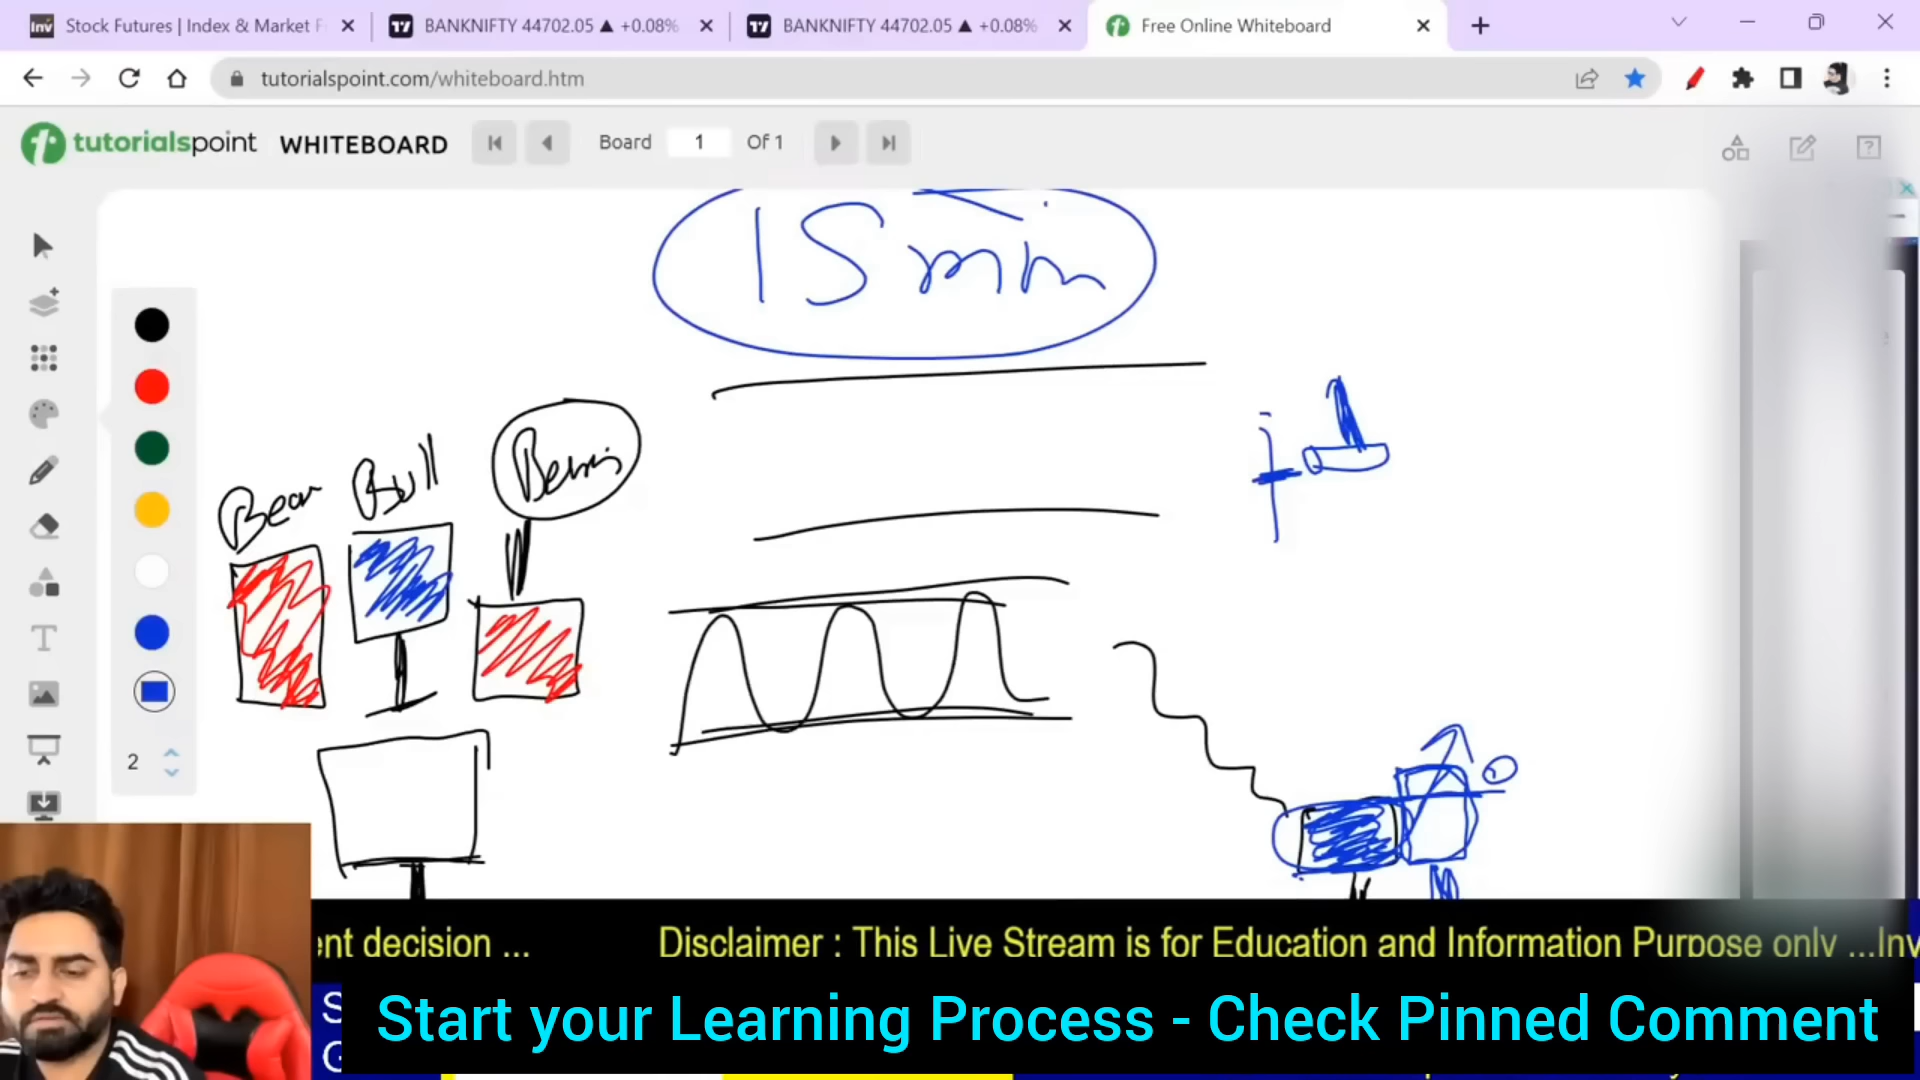 Inv Stock Futures | Index & Market F
BANKNIFTY 44702.05 ▲ +0.08%
BANKNIFTY 44702.05 ▲ +0.08%
Free Online Whiteboard
tutorialspoint.com/whiteboard.htm
tutorialspoint WHITEBOARD Board 1 Of 1
15 min
Bear
Bull
T
2
ent decision ... Disclaimer : This Live Stream is for Education and Information Purpose only ...Inv
S
Start your Learning Process - Check Pinned Comment
G